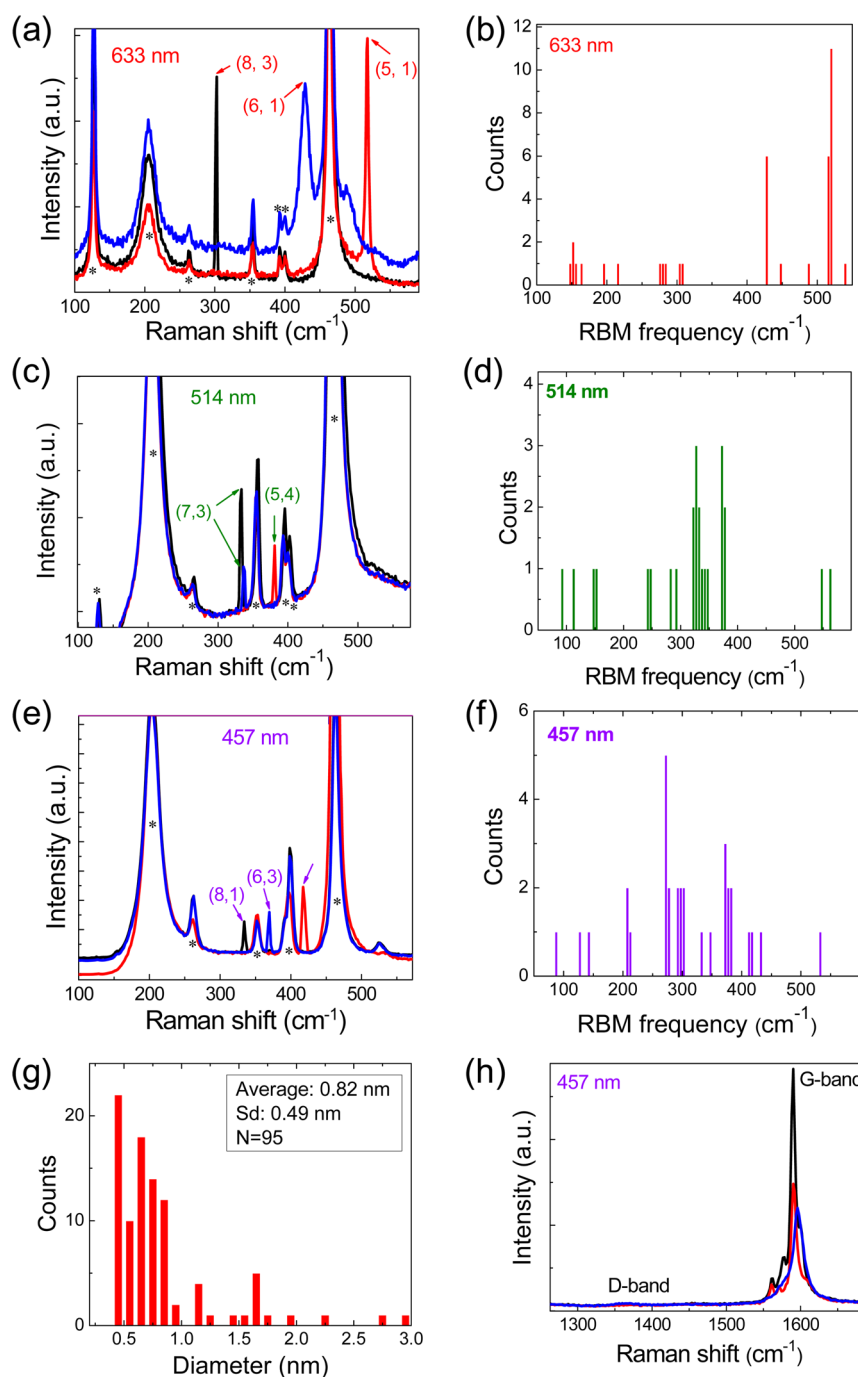 (a)
633 nm
(8, 3)
(5, 1)
(6, 1)
*
*
*
*
**
*
Intensity (a.u.)
100 200 300 400 500
Raman shift (cm⁻¹)
(b)
633 nm
12
10
8
6
4
2
0
Counts
100 200 300 400 500
RBM frequency (cm⁻¹)
(c)
514 nm
(7,3)
(5,4)
*
*
*
*
**
*
Intensity (a.u.)
100 200 300 400 500
Raman shift (cm⁻¹)
(d)
514 nm
4
3
2
1
0
Counts
100 200 300 400 500
RBM frequency (cm⁻¹)
(e)
457 nm
(8,1)
(6,3)
*
*
*
*
*
Intensity (a.u.)
100 200 300 400 500
Raman shift (cm⁻¹)
(f)
457 nm
6
5
4
3
2
1
0
Counts
100 200 300 400 500
RBM frequency (cm⁻¹)
(g)
Average: 0.82 nm
Sd: 0.49 nm
N=95
20
10
0
Counts
0.5 1.0 1.5 2.0 2.5 3.0
Diameter (nm)
(h)
457 nm
G-band
D-band
Intensity (a.u.)
1300 1400 1500 1600
Raman shift (cm⁻¹)